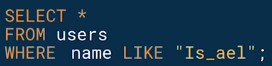 SELECT *
FROM users
WHERE name LIKE "Is_ael";